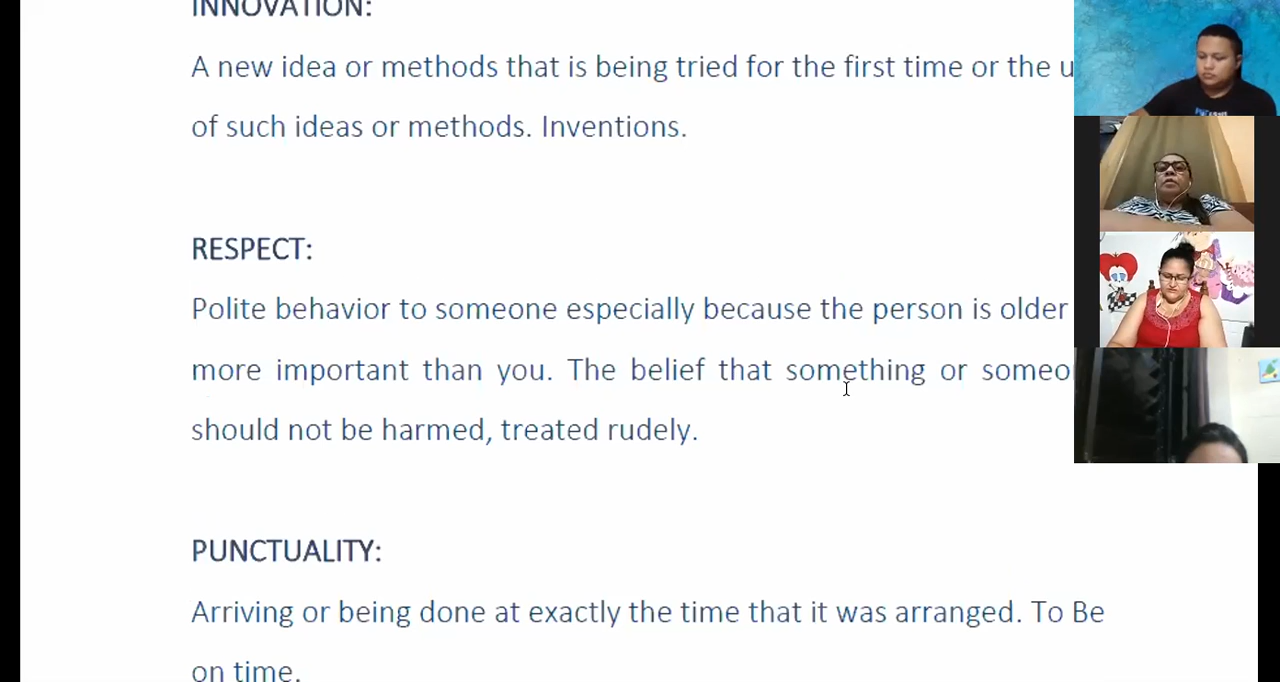 INNOVATION:
A new idea or methods that is being tried for the first time or the
of such ideas or methods. Inventions.
RESPECT:
Polite behavior to someone especially because the person is older
more important than you. The belief that something or
should not be harmed, treated rudely.
PUNCTUALITY:
Arriving or being done at exactly the time that it was arranged. To Be
on time.